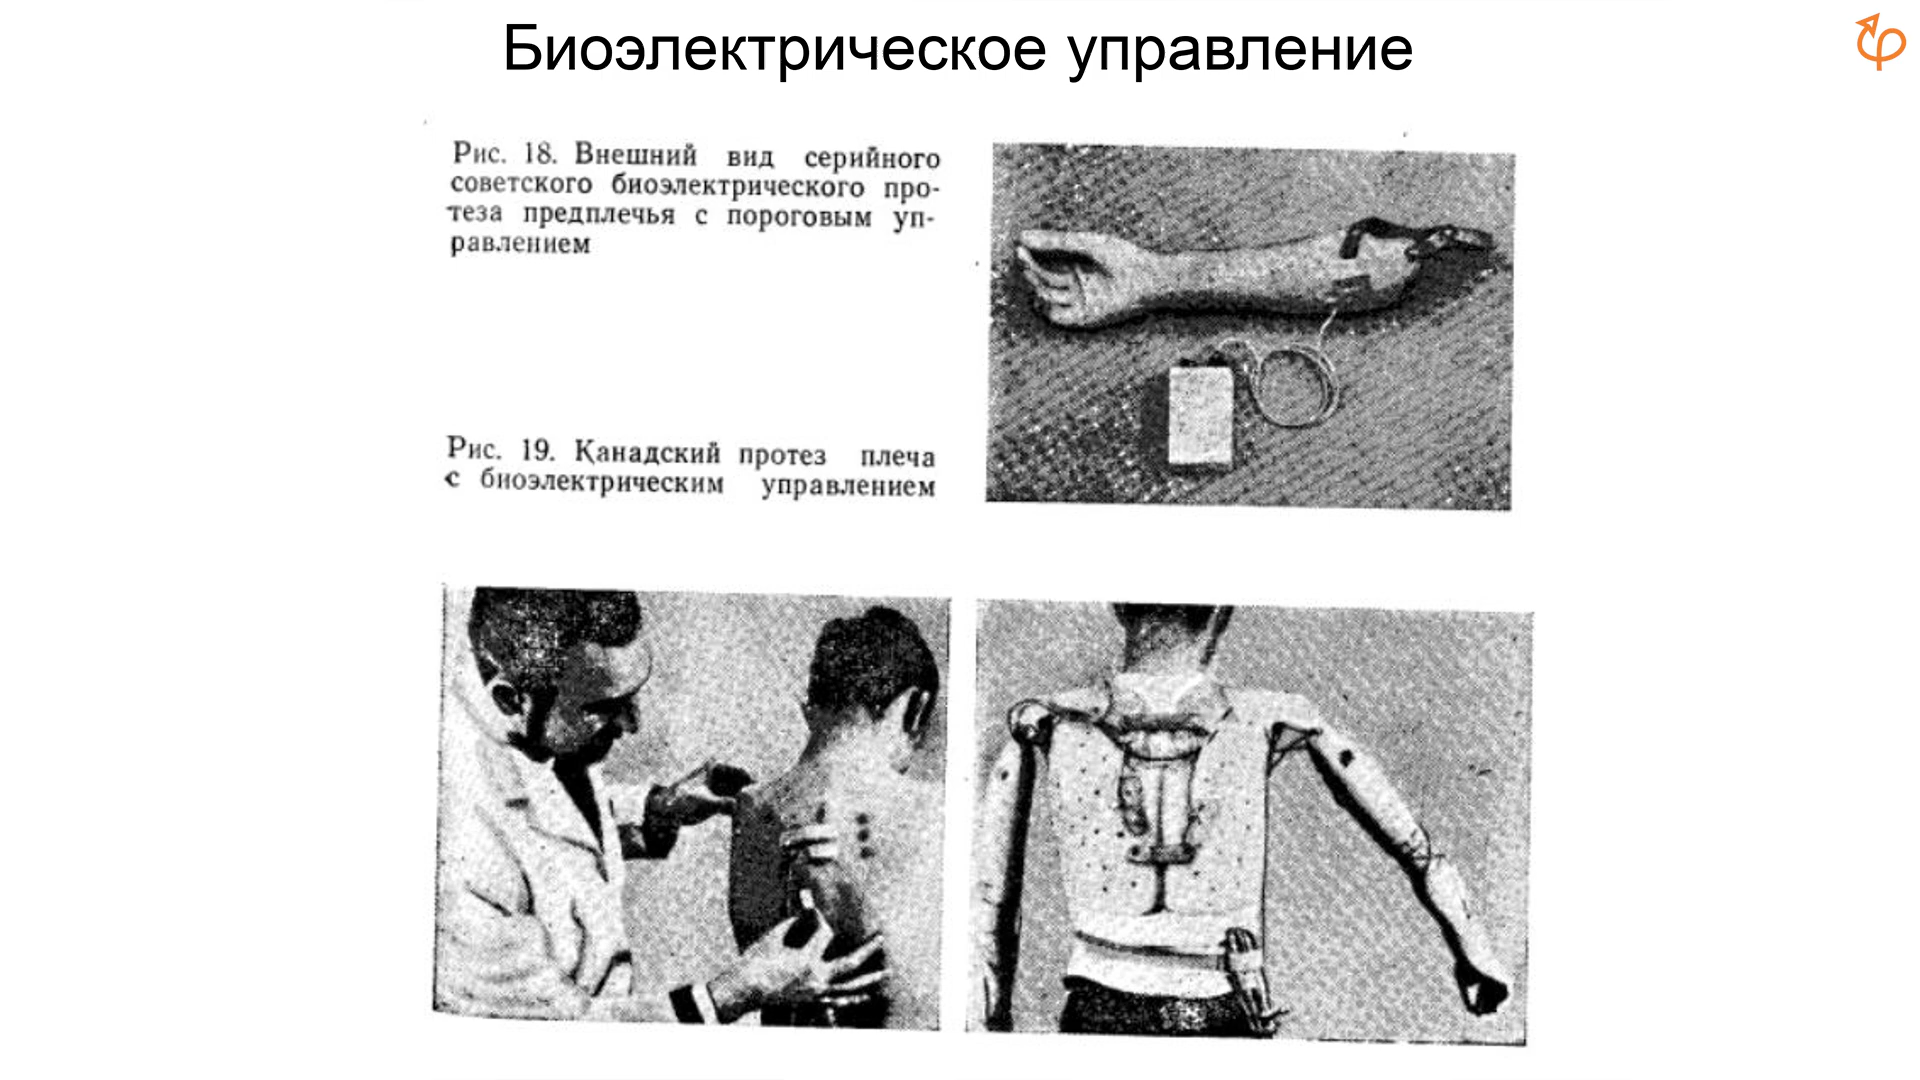 Биоэлектрическое управление
Рис. 18. Внешний вид серийного
советского биоэлектрического про-
теза предплечья с пороговым уп-
равлением
Рис. 19. Канадский протез плеча
с биоэлектрическим управлением